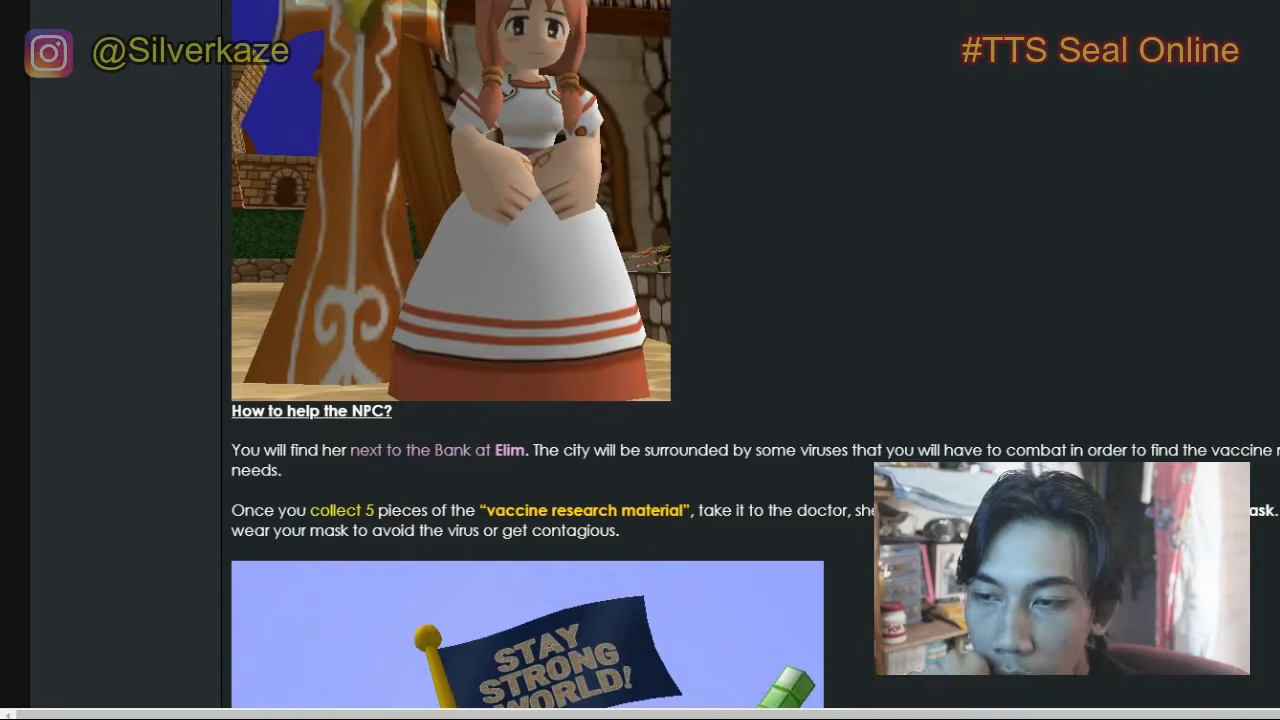 @Silverkaze
#TTS Seal Online
How to help the NPC?
You will find her next to the Bank at Elim. The city will be surrounded by some viruses that you will have to combat in order to find the vaccine
needs.
Once you collect 5 pieces of the “vaccine research material”, take it to the doctor, she
ask.
wear your mask to avoid the virus or get contagious.
STAY
STRONG
WORLD!